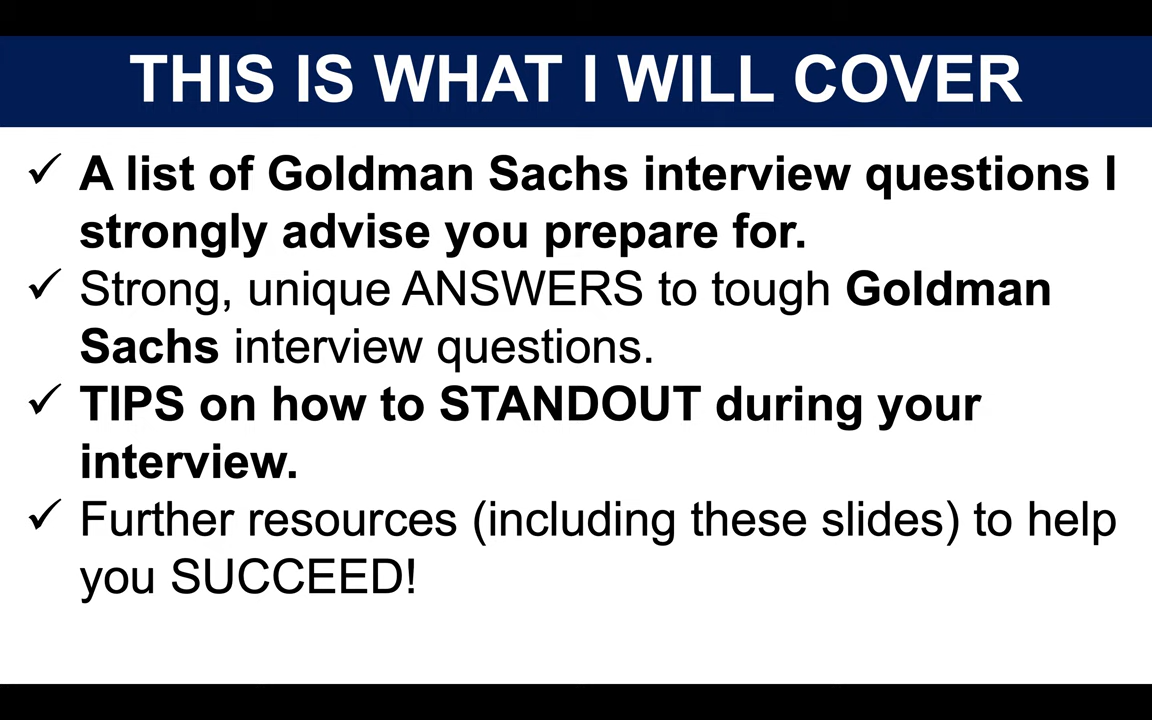 THIS IS WHAT I WILL COVER
✓ A list of Goldman Sachs interview questions I
strongly advise you prepare for.
✓ Strong, unique ANSWERS to tough Goldman
Sachs interview questions.
✓ TIPS on how to STANDOUT during your
interview.
✓ Further resources (including these slides) to help
you SUCCEED!